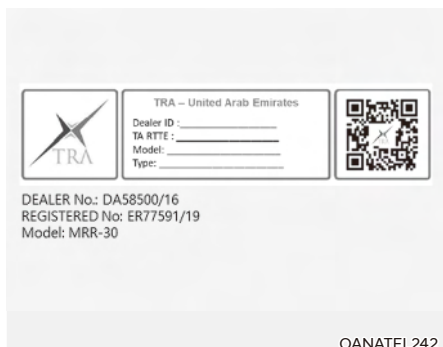 TRA
TRA – United Arab Emirates
Dealer ID :
TA RTTE :
Model:
Type:
DEALER No.: DA58500/16
REGISTERED No: ER77591/19
Model: MRR-30
OANATEL242